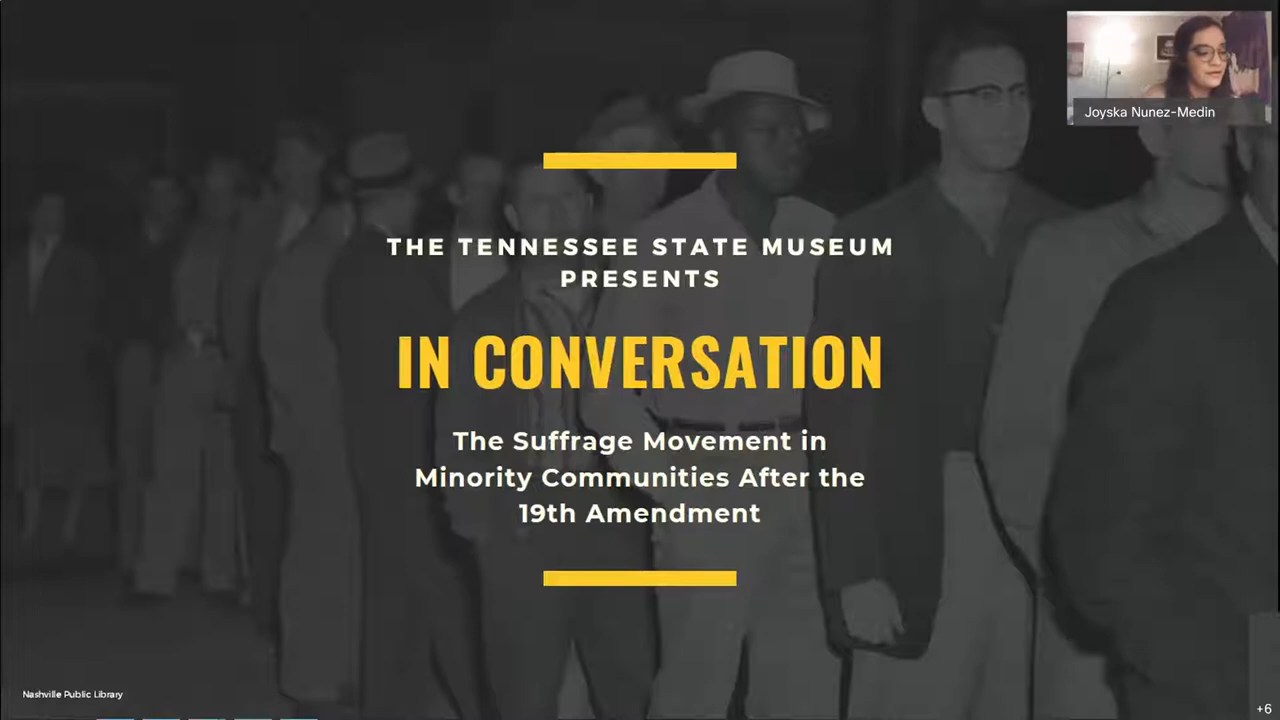 Joyska Nunez-Medin
THE TENNESSEE STATE MUSEUM
PRESENTS
IN CONVERSATION
The Suffrage Movement in
Minority Communities After the
19th Amendment
Nashville Public Library
+6